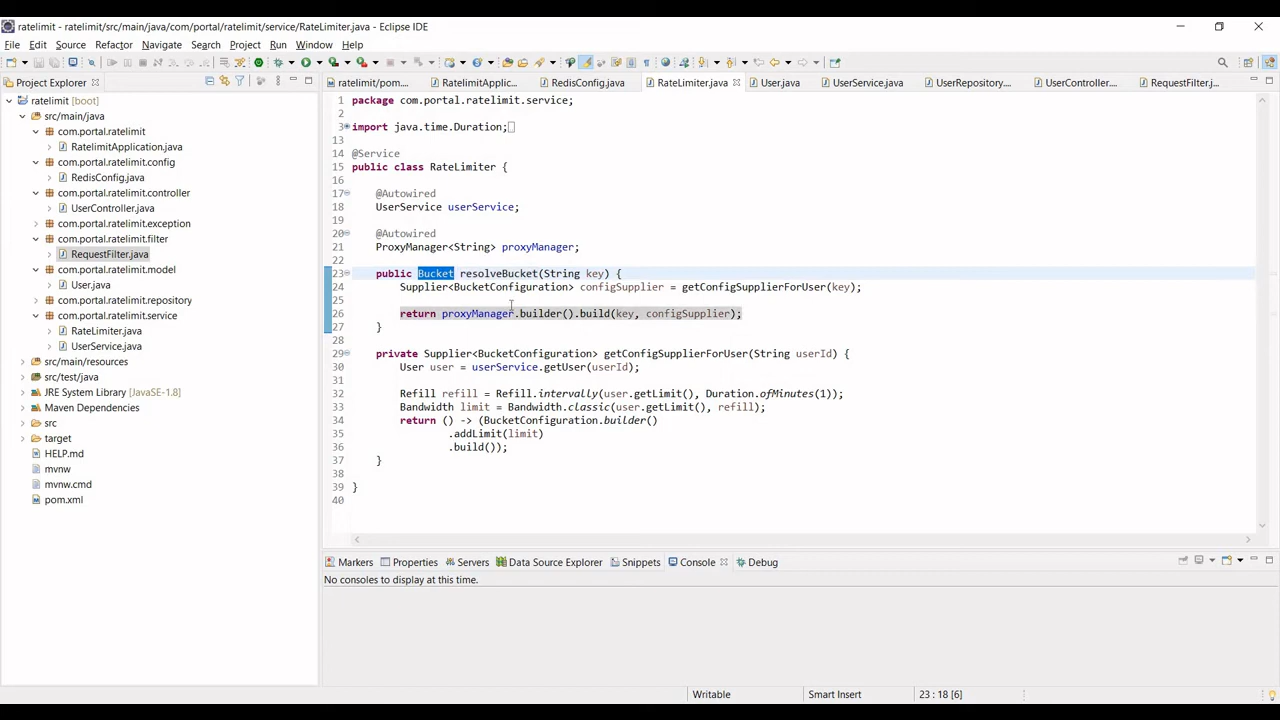 ratelimit - ratelimit/src/main/java/com/portal/ratelimit/service/RateLimiter.java - Eclipse IDE
File Edit Source Refactor Navigate Search Project Run Window Help
Project Explorer
ratelimit [boot]
src/main/java
com.portal.ratelimit
RatelimitApplication.java
com.portal.ratelimit.config
RedisConfig.java
com.portal.ratelimit.controller
UserController.java
com.portal.ratelimit.exception
com.portal.ratelimit.filter
RequestFilter.java
com.portal.ratelimit.model
User.java
com.portal.ratelimit.repository
com.portal.ratelimit.service
RateLimiter.java
UserService.java
src/main/resources
src/test/java
JRE System Library [JavaSE-1.8]
Maven Dependencies
src
target
HELP.md
mvnw
mvnw.cmd
pom.xml
ratelimit/pom... RatelimitApplic... RedisConfig.java RateLimiter.java User.java UserService.java UserRepository.... UserController.... RequestFilter.j...
1 package com.portal.ratelimit.service;
2
3 import java.time.Duration;
13
14 @Service
15 public class RateLimiter {
16
17 @Autowired
18 UserService userService;
19
20 @Autowired
21 ProxyManager<String> proxyManager;
22
23 public Bucket resolveBucket(String key) {
24 Supplier<BucketConfiguration> configSupplier = getConfigSupplierForUser(key);
25
26 return proxyManager.builder().build(key, configSupplier);
27 }
28
29 private Supplier<BucketConfiguration> getConfigSupplierForUser(String userId) {
30 User user = userService.getUser(userId);
31
32 Refill refill = Refill.intervally(user.getLimit(), Duration.ofMinutes(1));
33 Bandwidth limit = Bandwidth.classic(user.getLimit(), refill);
34 return () -> (BucketConfiguration.builder()
35 .addLimit(limit)
36 .build());
37 }
38
39 }
40
Markers Properties Servers Data Source Explorer Snippets Console Debug
No consoles to display at this time.
Writable Smart Insert 23 : 18 [6]